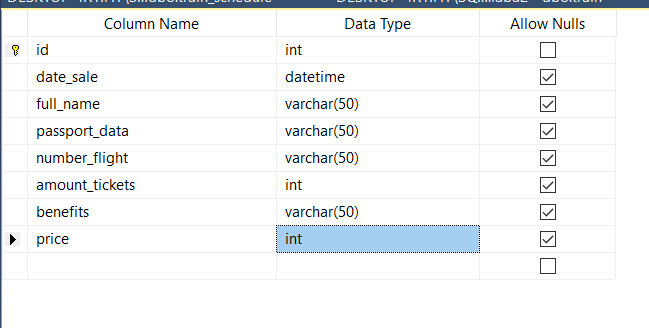 Column Name Data Type Allow Nulls
id int
date_sale datetime
full_name varchar(50)
passport_data varchar(50)
number_flight varchar(50)
amount_tickets int
benefits varchar(50)
price int